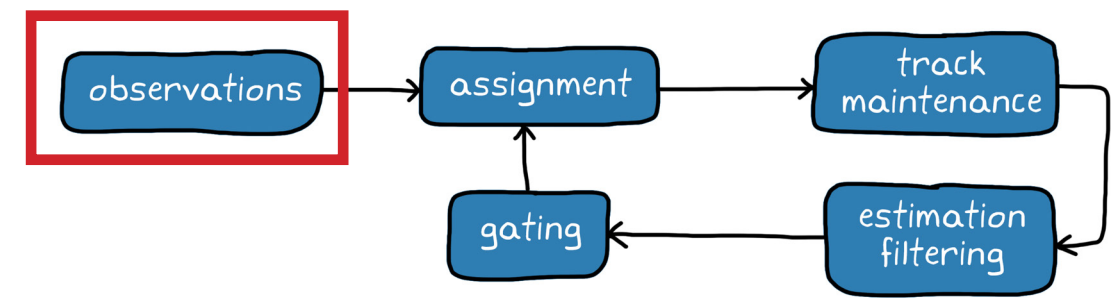 observations
assignment
track
maintenance
gating
estimation
filtering